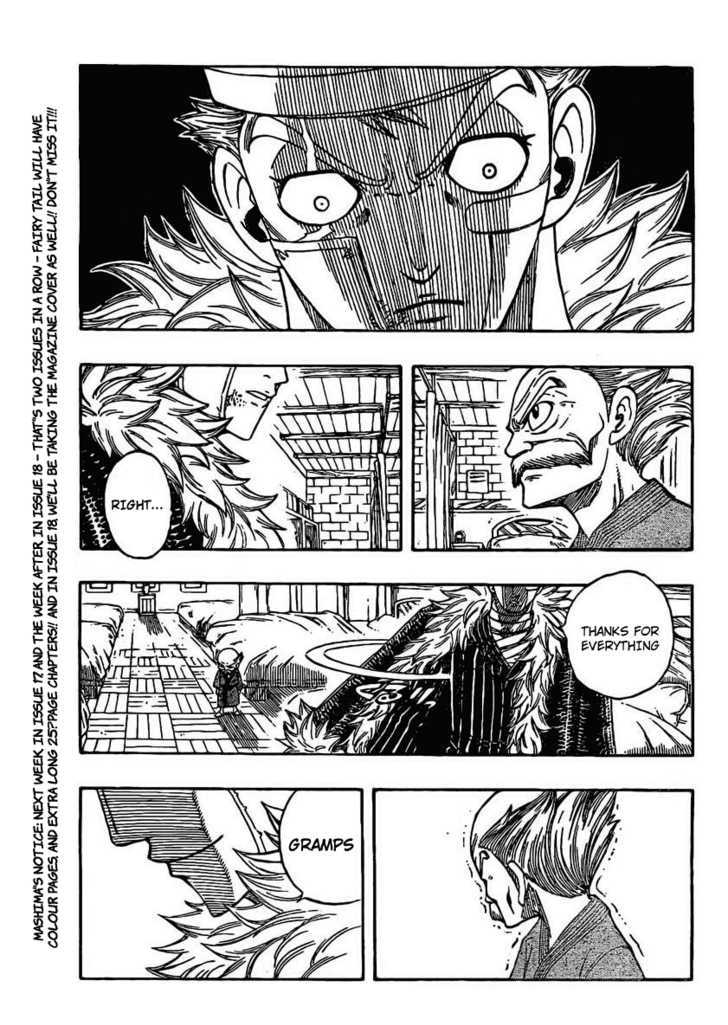 MASHIMA'S NOTICE: NEXT WEEK IN ISSUE 17 AND THE WEEK AFTER IN ISSUE 18 - THAT'S TWO ISSUES IN A ROW - FAIRY TAIL WILL HAVE
COLOUR PAGES, AND EXTRA LONG 25?PAGE CHAPTERS!! AND IN ISSUE 18, WE'LL BE TAKING THE MAGAZINE COVER AS WELL!! DON'T MISS IT!!!
RIGHT...
THANKS FOR
EVERYTHING
GRAMPS